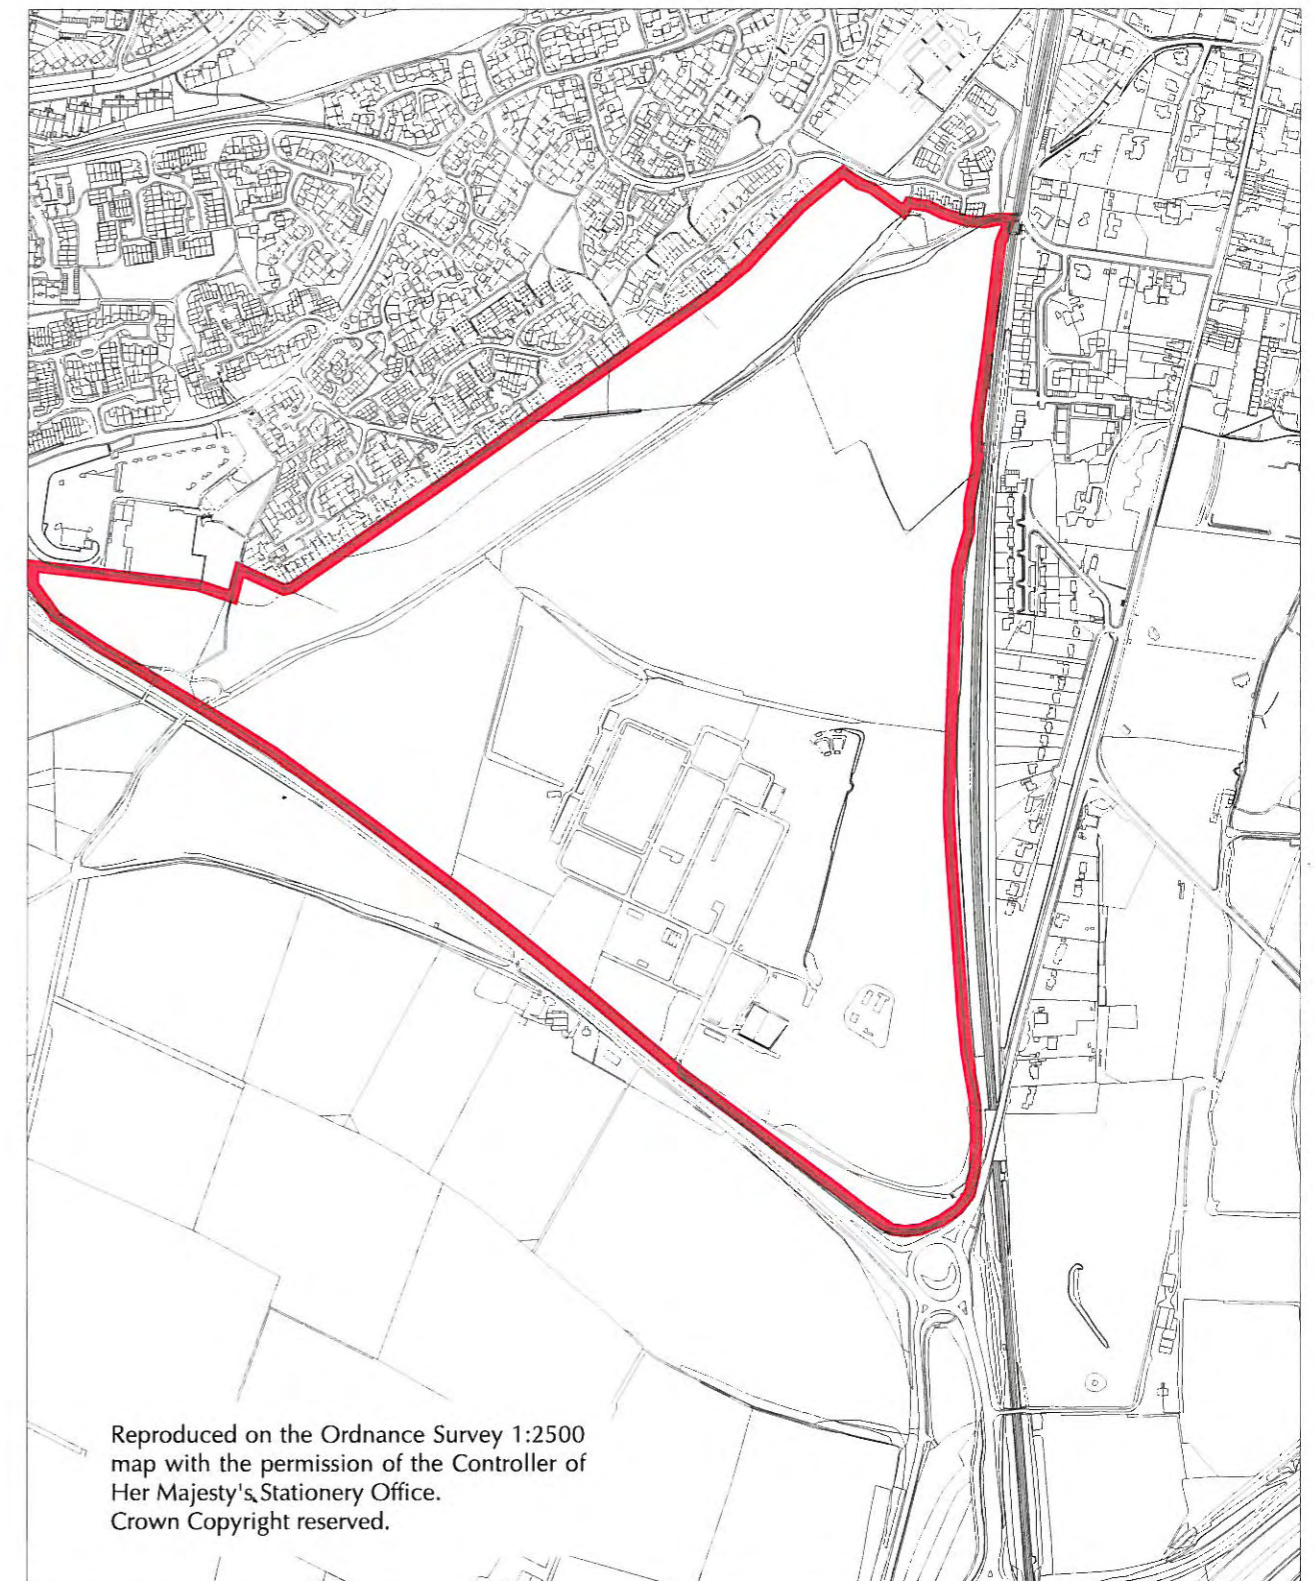 Reproduced on the Ordnance Survey 1:2500
map with the permission of the Controller of
Her Majesty's Stationery Office.
Crown Copyright reserved.